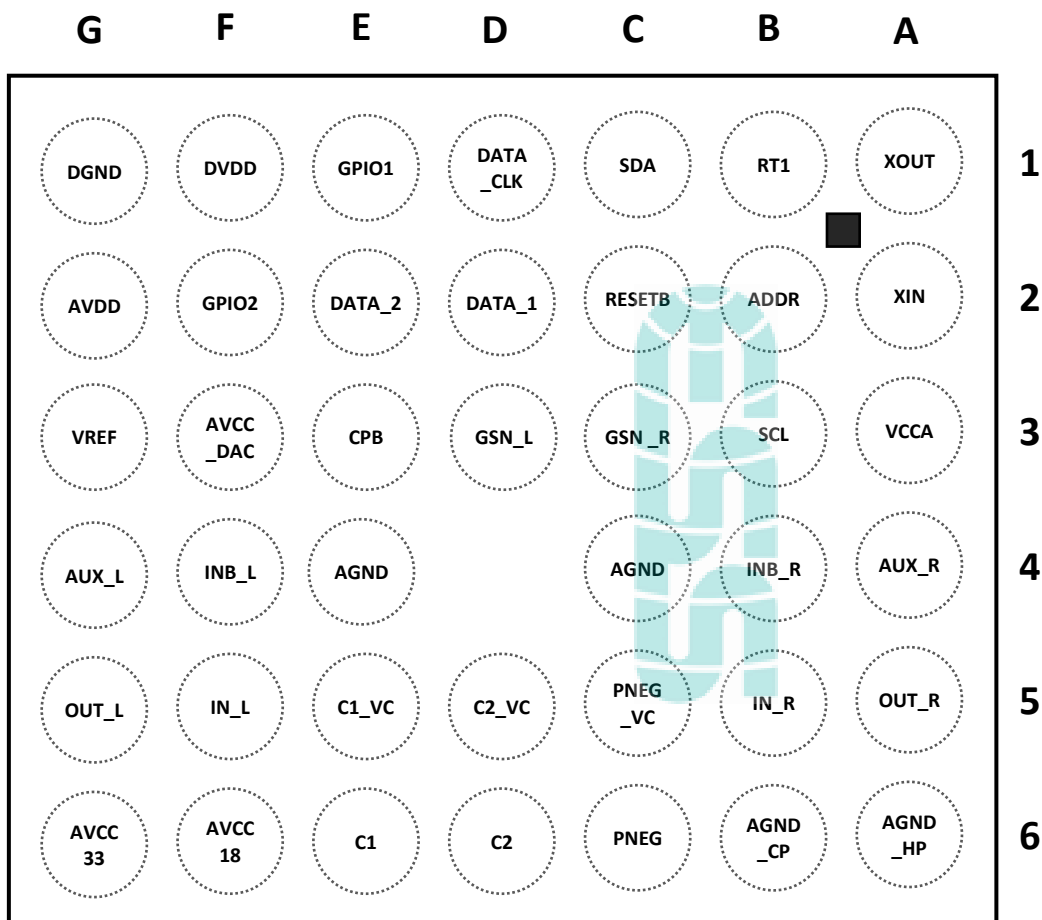 G F E D C B A
DGND DVDD GPIO1 DATA SDA RT1 XOUT 1
_CLK
AVDD GPIO2 DATA_2 DATA_1 RESETB ADDR XIN 2
VREF AVCC CPB GSN_L GSN_R SCL VCCA 3
_DAC
AUX_L INB_L AGND AGND INB_R AUX_R 4
OUT_L IN_L C1_VC C2_VC PNEG IN_R OUT_R 5
_VC
AVCC AVCC C1 C2 PNEG AGND AGND 6
33 18 _CP _HP